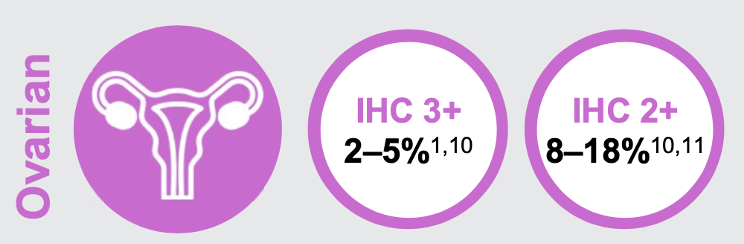 Ovarian
IHC 3+
2–5%1,10
IHC 2+
8–18%10,11